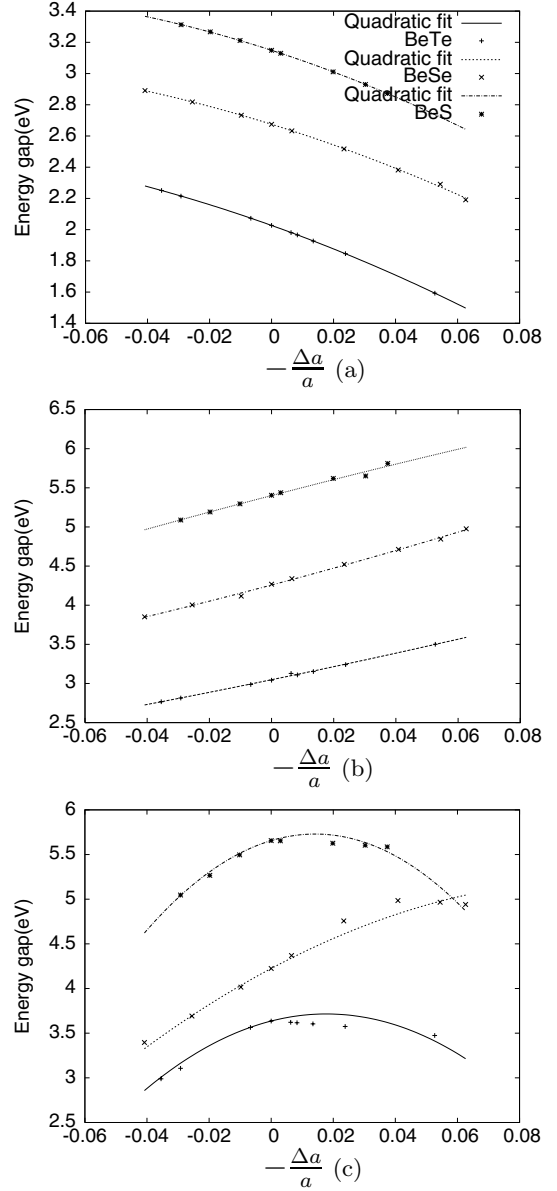 3.4
3.2
3
2.8
2.6
2.4
2.2
2
1.8
1.6
1.4
Energy gap(eV)
Quadratic fit
BeTe
Quadratic fit
BeSe
Quadratic fit
BeS
-0.06 -0.04 -0.02 0 0.02 0.04 0.06 0.08
−Δa/a (a)
6.5
6
5.5
5
4.5
4
3.5
3
2.5
Energy gap(eV)
-0.06 -0.04 -0.02 0 0.02 0.04 0.06 0.08
−Δa/a (b)
6
5.5
5
4.5
4
3.5
3
2.5
Energy gap(eV)
-0.06 -0.04 -0.02 0 0.02 0.04 0.06 0.08
−Δa/a (c)